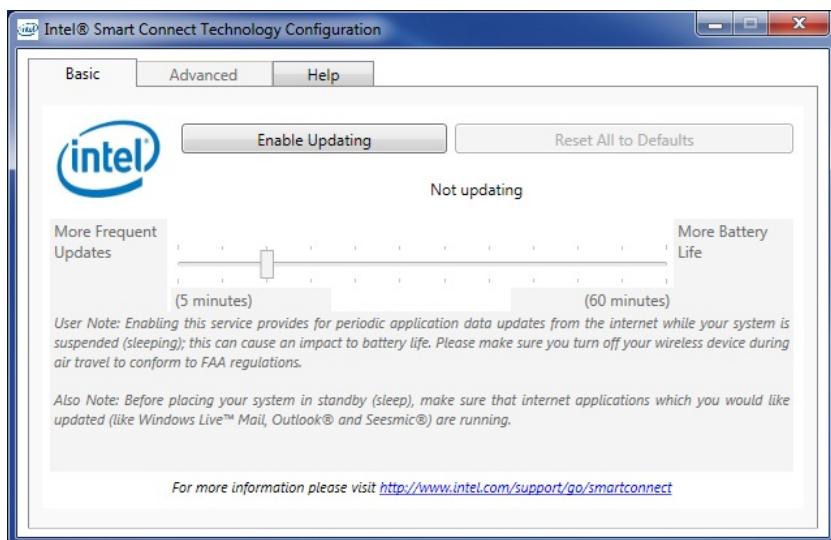 Intel® Smart Connect Technology Configuration
Basic Advanced Help
intel
Enable Updating Reset All to Defaults
Not updating
More Frequent
Updates
More Battery
Life
(5 minutes) (60 minutes)
User Note: Enabling this service provides for periodic application data updates from the internet while your system is
suspended (sleeping); this can cause an impact to battery life. Please make sure you turn off your wireless device during
air travel to conform to FAA regulations.
Also Note: Before placing your system in standby (sleep), make sure that internet applications which you would like
updated (like Windows Live™ Mail, Outlook® and Seesmic®) are running.
For more information please visit http://www.intel.com/support/go/smartconnect